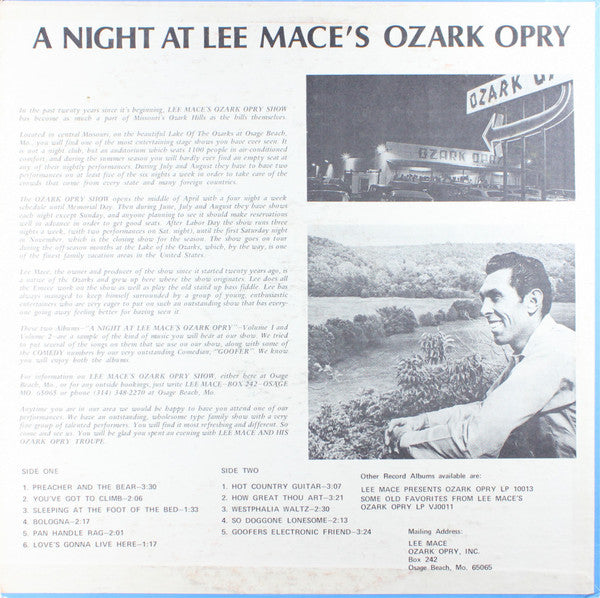 A NIGHT AT LEE MACE'S OZARK OPRY
In the past twenty years since it's beginning, LEE MACE'S OZARK OPRY SHOW
has become as much a part of Missouri's Ozark Hills as the hills themselves.
Located in central Missouri, on the beautiful Lake Of The Ozarks at Osage Beach,
Mo., you will find one of the most entertaining stage shows you have ever seen. It
is not a night club, but an auditorium which seats 1100 people in air-conditioned
comfort, and during the summer season you will hardly ever find an empty seat at
any of their nightly performances. During July and August they have to have two
performances on at least five of the six nights a week in order to take care of the
crowds that come from every state and many foreign countries.
The OZARK OPRY SHOW opens the middle of April with a four night a week
schedule until Memorial Day. Then during June, July and August they have shows
each night except Sunday, and anyone planning to see it should make reservations
well in advance in order to get good seats. After Labor Day the show runs three
nights a week, (with two performances on Sat. night), until the first Saturday night
in November, which is the closing show for the season. The show goes on tour
during the off-season months at the Lake of the Ozarks, which, by the way, is one
of the finest family vacation areas in the United States.
Lee Mace, the owner and producer of the show since it started twenty years ago, is
a native of the Ozarks and grew up here where the show originates. Lee does all
the Emcee work on the show as well as play the old stand up bass fiddle. Lee has
always managed to keep himself surrounded by a group of young, enthusiastic
entertainers who are very eager to put on such an outstanding show that has every-
one going away feeling better for having seen it
These two Albums—"A NIGHT AT LEE MACE'S OZARK OPRY"—Volume 1 and
Volume 2—are a sample of the kind of music you will hear at our show. We tried
to put several of the songs on them that we use on our show, along with some of
the COMEDY numbers by our very outstanding Comedian; "GOOFER". We know
you will enjoy both the albums.
For information on LEE MACE'S OZARK OPRY SHOW, either here at Osage
Beach, Mo., or for any outside bookings, just write LEE MACE—BOX 242—OSAGE
MO. 65065 or phone (314) 348-2270 at Osage Beach, Mo.
Anytime you are in our area we would be happy to have you attend one of our
performances. We have an outstanding, wholesome type family show with a very
fine group of talented performers. You will find it most refreshing and different. So
come and see us. You will be glad you spent an evening with LEE MACE AND HIS
OZARK OPRY TROUPE.
OZARK O
OZARK OPRY
SIDE ONE
1. PREACHER AND THE BEAR—3:30
2. YOU'VE GOT TO CLIMB—2:06
3. SLEEPING AT THE FOOT OF THE BED—1:33
4. BOLOGNA—2:17
5. PAN HANDLE RAG—2:01
6. LOVE'S GONNA LIVE HERE—1:17
SIDE TWO
1. HOT COUNTRY GUITAR—3:07
2. HOW GREAT THOU ART—3:21
3. WESTPHALIA WALTZ—2:30
4. SO DOGGONE LONESOME—2:13
5. GOOFERS ELECTRONIC FRIEND—3:24
Other Record Albums available are:
LEE MACE PRESENTS OZARK OPRY LP 10013
SOME OLD FAVORITES FROM LEE MACE'S
OZARK OPRY LP VJ0011
Mailing Address:
LEE MACE
OZARK OPRY, INC.
Box 242
Osage Beach, Mo. 65065